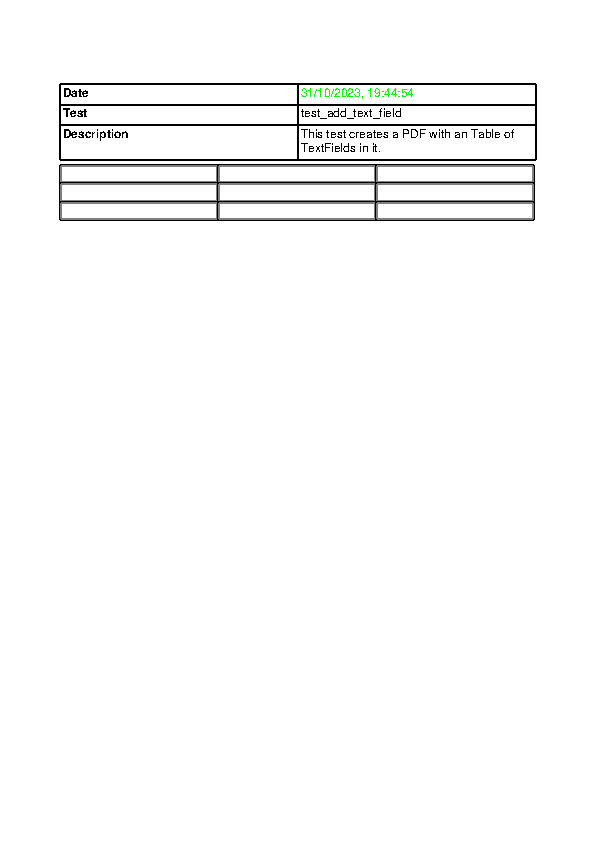 Date 31/10/2023, 19:44:54
Test test_add_text_field
Description This test creates a PDF with an Table of
TextFields in it.